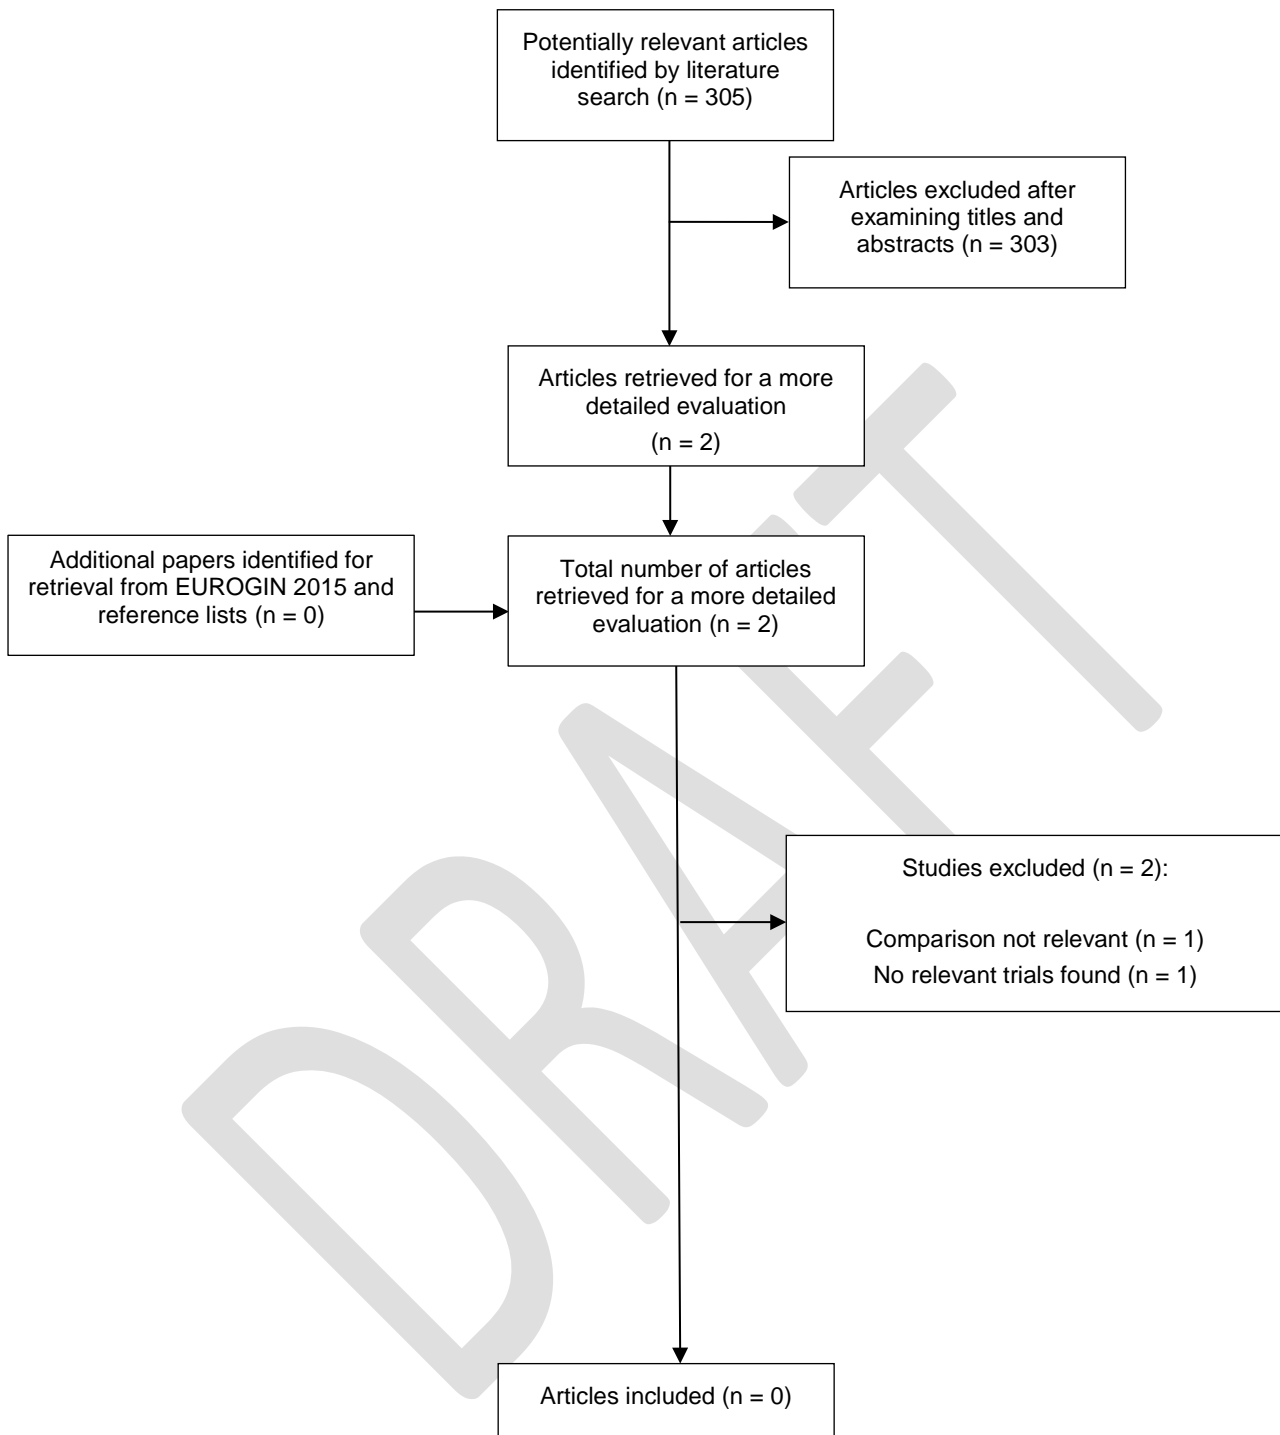 Potentially relevant articles
identified by literature
search (n = 305)
Articles excluded after
examining titles and
abstracts (n = 303)
Articles retrieved for a more
detailed evaluation
(n = 2)
Additional papers identified for
retrieval from EUROGIN 2015 and
reference lists (n = 0)
Total number of articles
retrieved for a more detailed
evaluation (n = 2)
Studies excluded (n = 2):
Comparison not relevant (n = 1)
No relevant trials found (n = 1)
Articles included (n = 0)
DRAFT